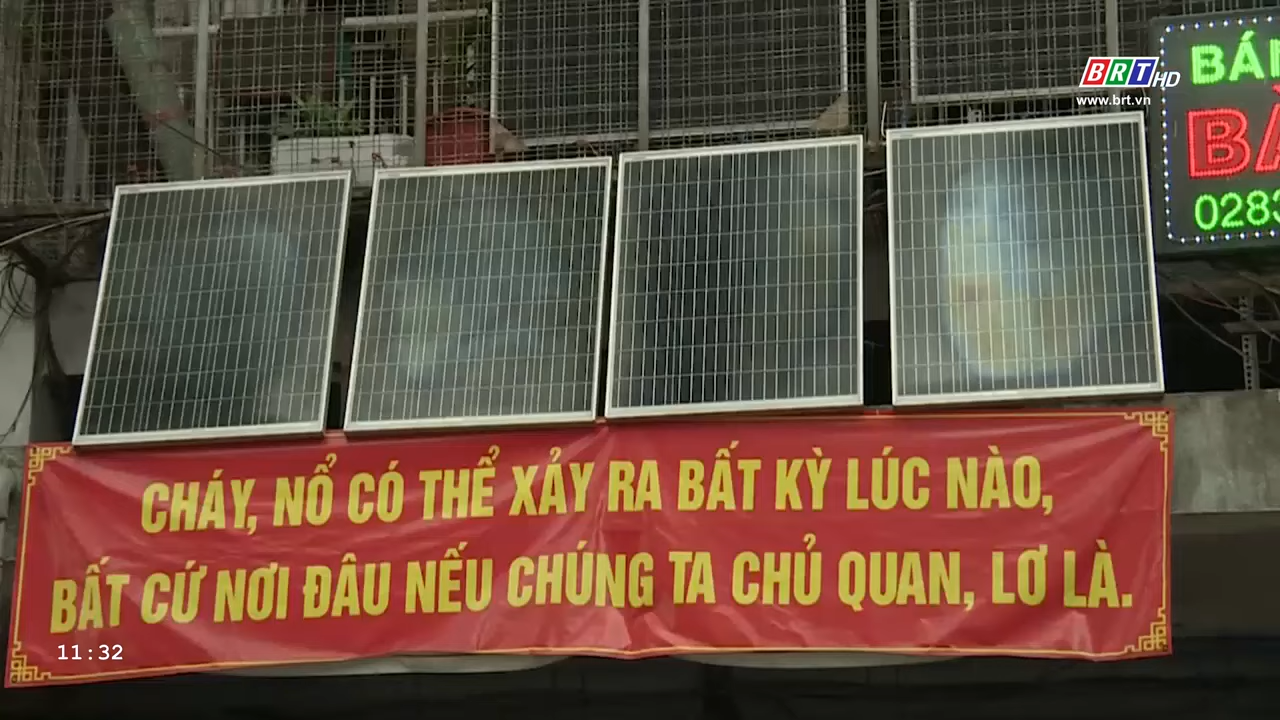 BRT HD
www.brt.vn
0283
CHÁY, NỔ CÓ THỂ XẢY RA BẤT KỲ LÚC NÀO,
BẤT CỨ NƠI ĐÂU NẾU CHÚNG TA CHỦ QUAN, LƠ LÀ.
11:32